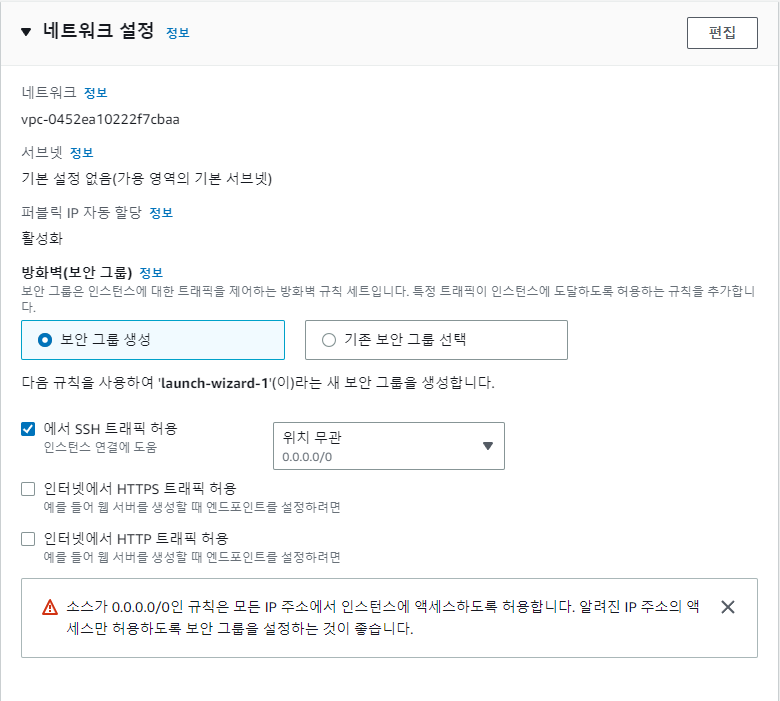 네트워크 설정 정보
편집
네트워크 정보
vpc-0452ea10222f7cbaa
서브넷 정보
기본 설정 없음(가용 영역의 기본 서브넷)
퍼블릭 IP 자동 할당 정보
활성화
방화벽(보안 그룹) 정보
보안 그룹은 인스턴스에 대한 트래픽을 제어하는 방화벽 규칙 세트입니다. 특정 트래픽이 인스턴스에 도달하도록 허용하는 규칙을 추가합니
다.
보안 그룹 생성
기존 보안 그룹 선택
다음 규칙을 사용하여 'launch-wizard-1'(이)라는 새 보안 그룹을 생성합니다.
에서 SSH 트래픽 허용
인스턴스 연결에 도움
위치 무관
0.0.0.0/0
인터넷에서 HTTPS 트래픽 허용
예를 들어 웹 서버를 생성할 때 엔드포인트를 설정하려면
인터넷에서 HTTP 트래픽 허용
예를 들어 웹 서버를 생성할 때 엔드포인트를 설정하려면
소스가 0.0.0.0/0인 규칙은 모든 IP 주소에서 인스턴스에 액세스하도록 허용합니다. 알려진 IP 주소의 액
세스만 허용하도록 보안 그룹을 설정하는 것이 좋습니다.